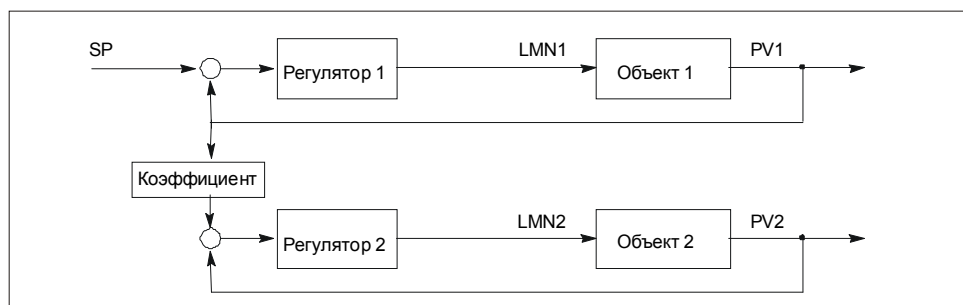 SP
Регулятор 1
LMN1
Объект 1
PV1
Коэффициент
Регулятор 2
LMN2
Объект 2
PV2